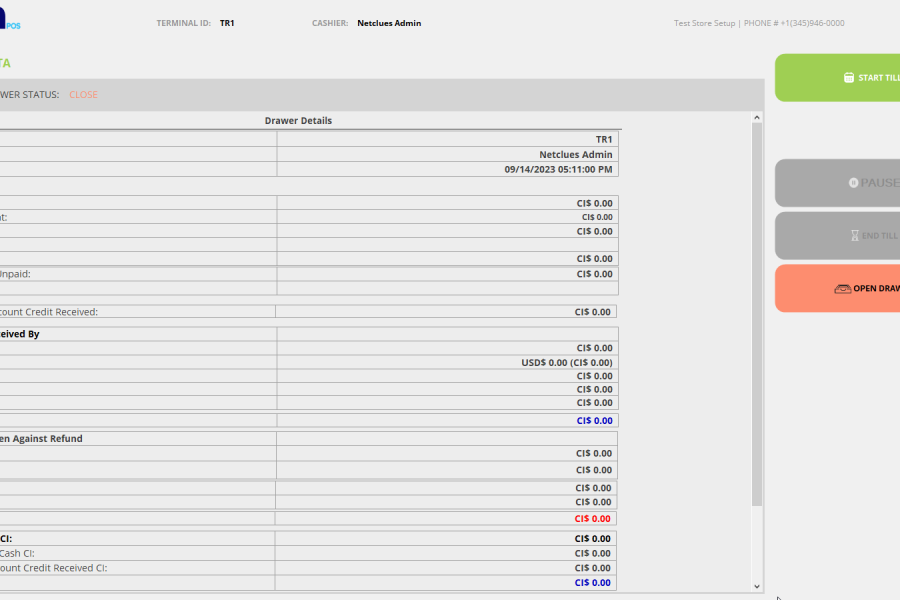 POS
TERMINAL ID: TR1 CASHIER: Netclues Admin Test Store Setup | PHONE # +1(345)946-0000
TA
WER STATUS: CLOSE
START TILL
Drawer Details
TR1
Netclues Admin
09/14/2023 05:11:00 PM
PAUSE
CI$ 0.00
nt: CI$ 0.00
CI$ 0.00
END TILL
CI$ 0.00
Unpaid: CI$ 0.00
OPEN DRAW
count Credit Received: CI$ 0.00
ceived By
CI$ 0.00
USD$ 0.00 (CI$ 0.00)
CI$ 0.00
CI$ 0.00
CI$ 0.00
CI$ 0.00
en Against Refund
CI$ 0.00
CI$ 0.00
CI$ 0.00
CI$ 0.00
CI$ 0.00
CI: CI$ 0.00
Cash CI: CI$ 0.00
ount Credit Received CI: CI$ 0.00
CI$ 0.00